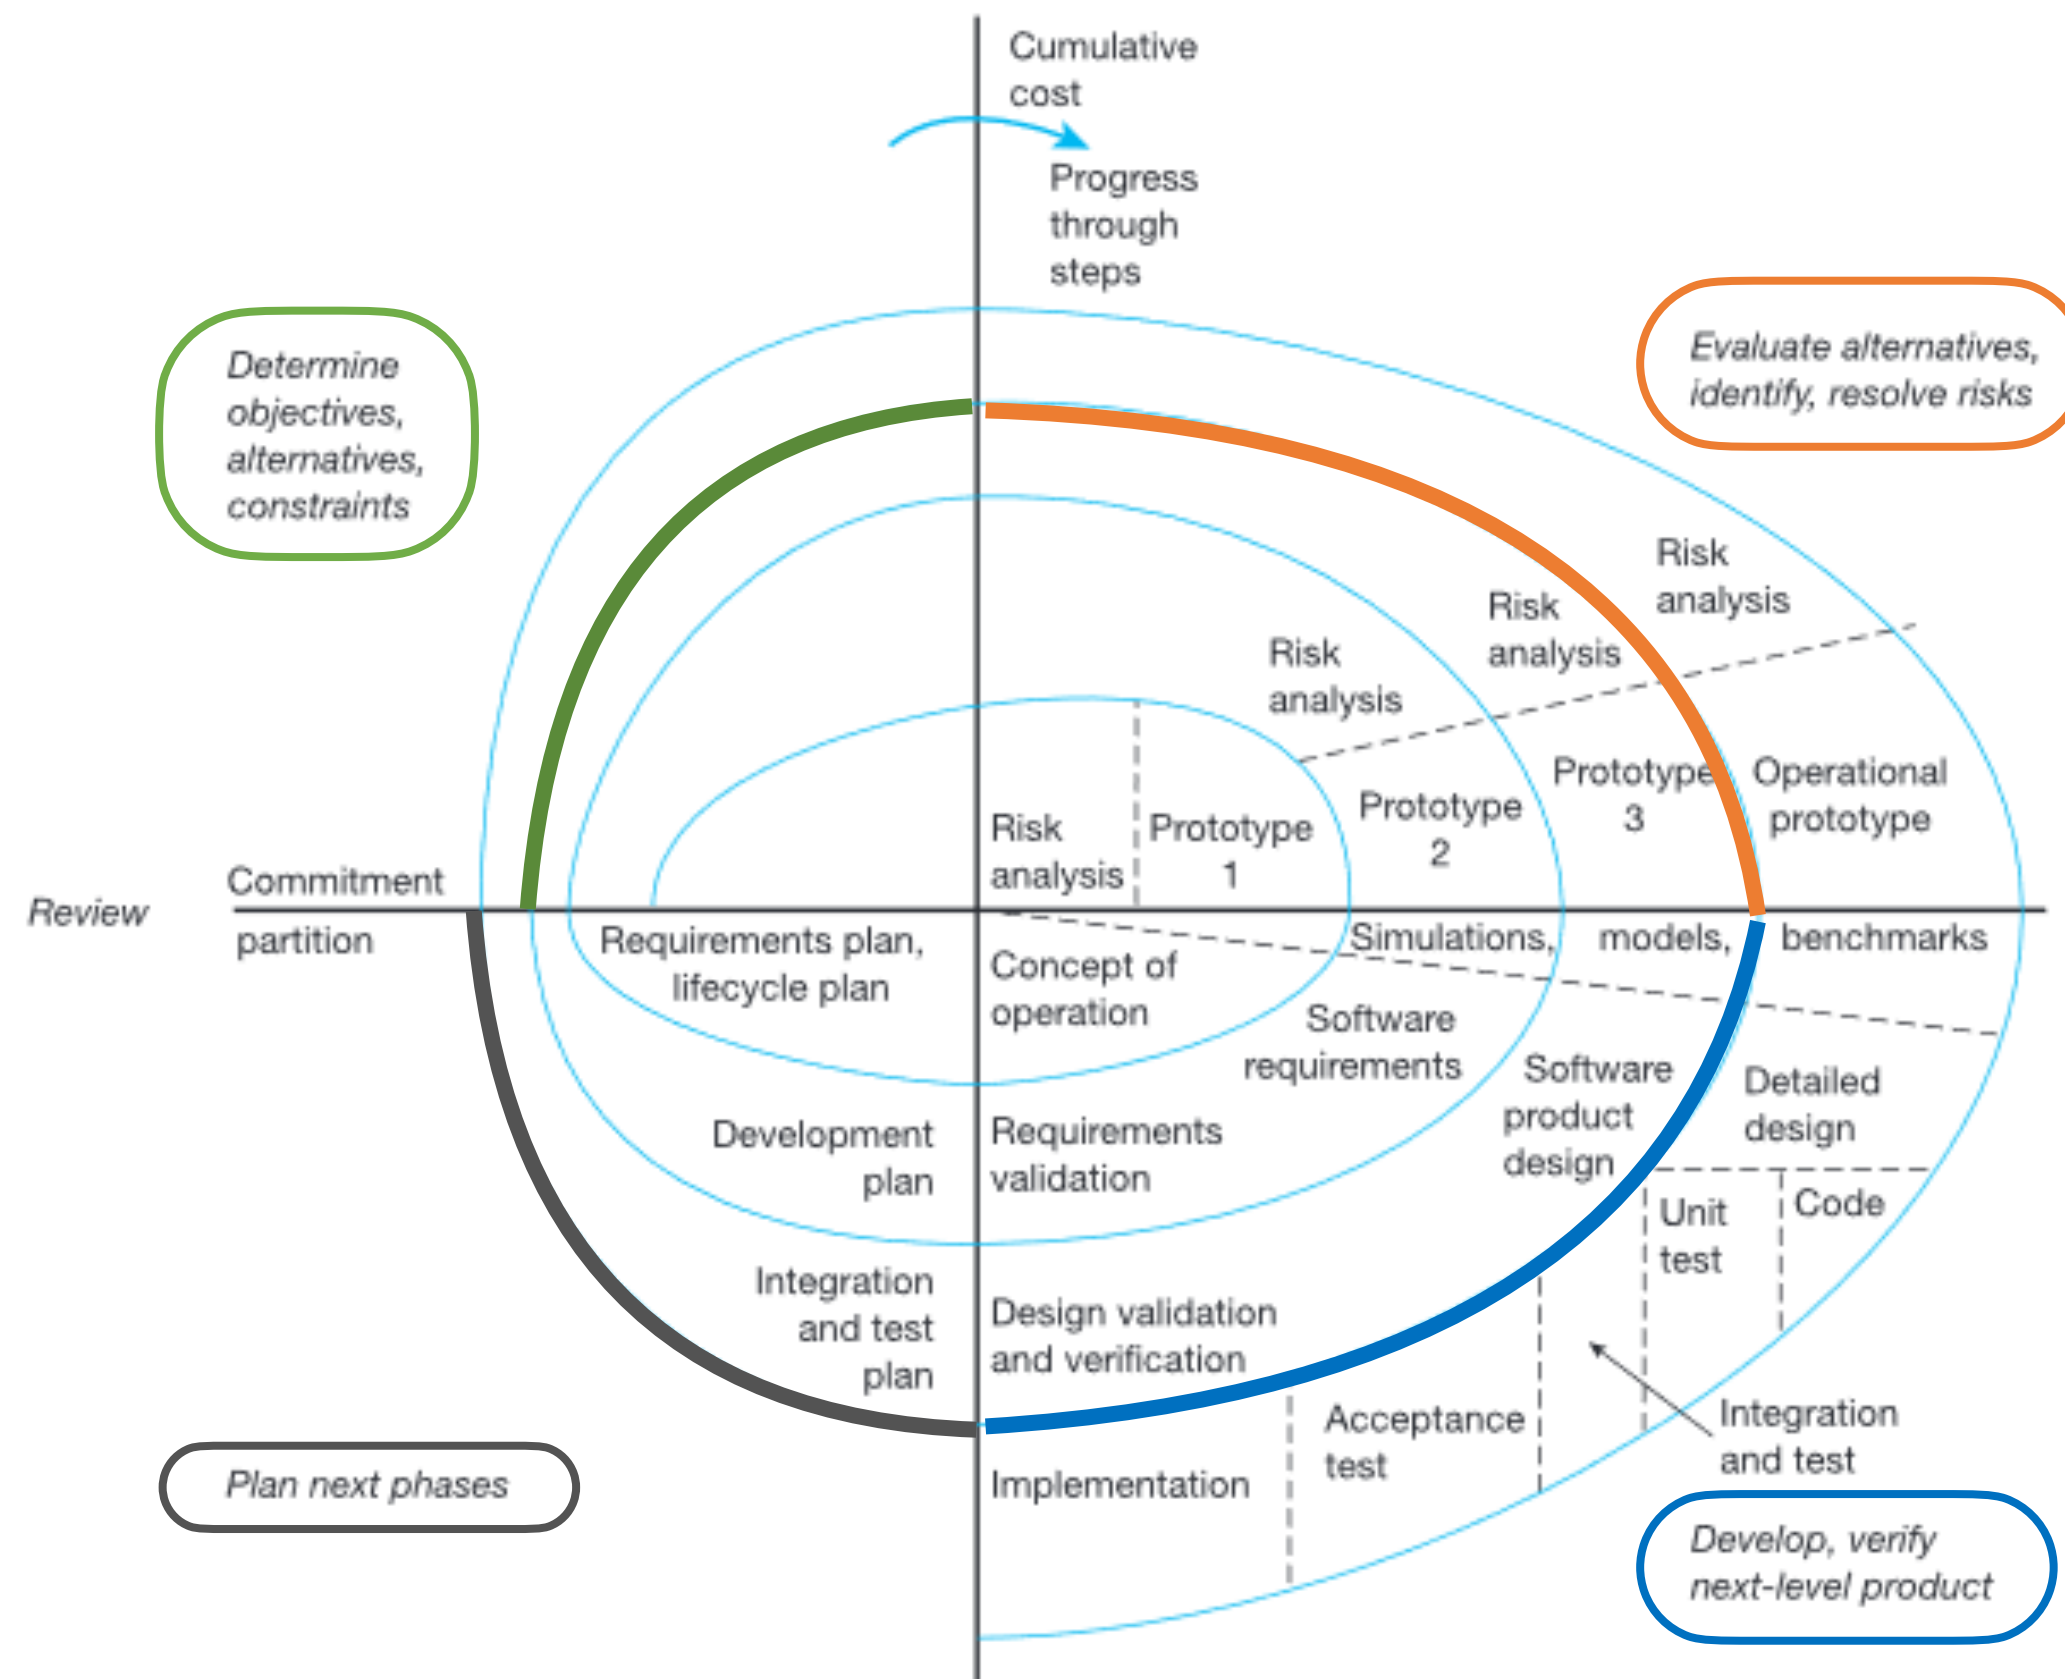 Cumulative
cost
Progress
through
steps
Determine
objectives,
alternatives,
constraints
Evaluate alternatives,
identify, resolve risks
Risk
analysis
Risk
analysis
Risk
analysis
Risk
analysis
Prototype
1
Prototype
2
Prototype
3
Operational
prototype
Review
Commitment
partition
Requirements plan,
lifecycle plan
Concept of
operation
Simulations, models, benchmarks
Software
requirements
Software
product
design
Detailed
design
Development
plan
Requirements
validation
Unit
test
Code
Integration
and test
plan
Design validation
and verification
Acceptance
test
Integration
and test
Implementation
Plan next phases
Develop, verify
next-level product